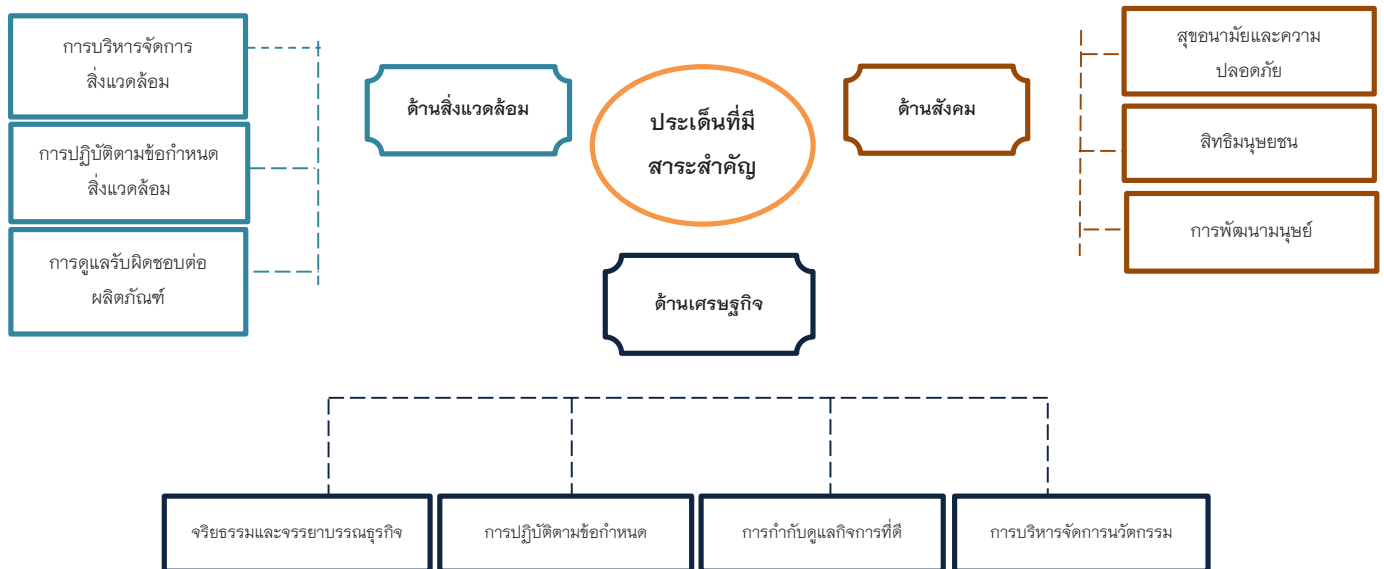 การบริหารจัดการ
สิ่งแวดล้อม
การปฏิบัติตามข้อกำหนด
สิ่งแวดล้อม
การดูแลรับผิดชอบต่อ
ผลิตภัณฑ์
ด้านสิ่งแวดล้อม
ประเด็นที่มี
สาระสำคัญ
ด้านสังคม
สุขอนามัยและความ
ปลอดภัย
สิทธิมนุษยชน
การพัฒนามนุษย์
ด้านเศรษฐกิจ
จริยธรรมและจรรยาบรรณธุรกิจ
การปฏิบัติตามข้อกำหนด
การกำกับดูแลกิจการที่ดี
การบริหารจัดการนวัตกรรม